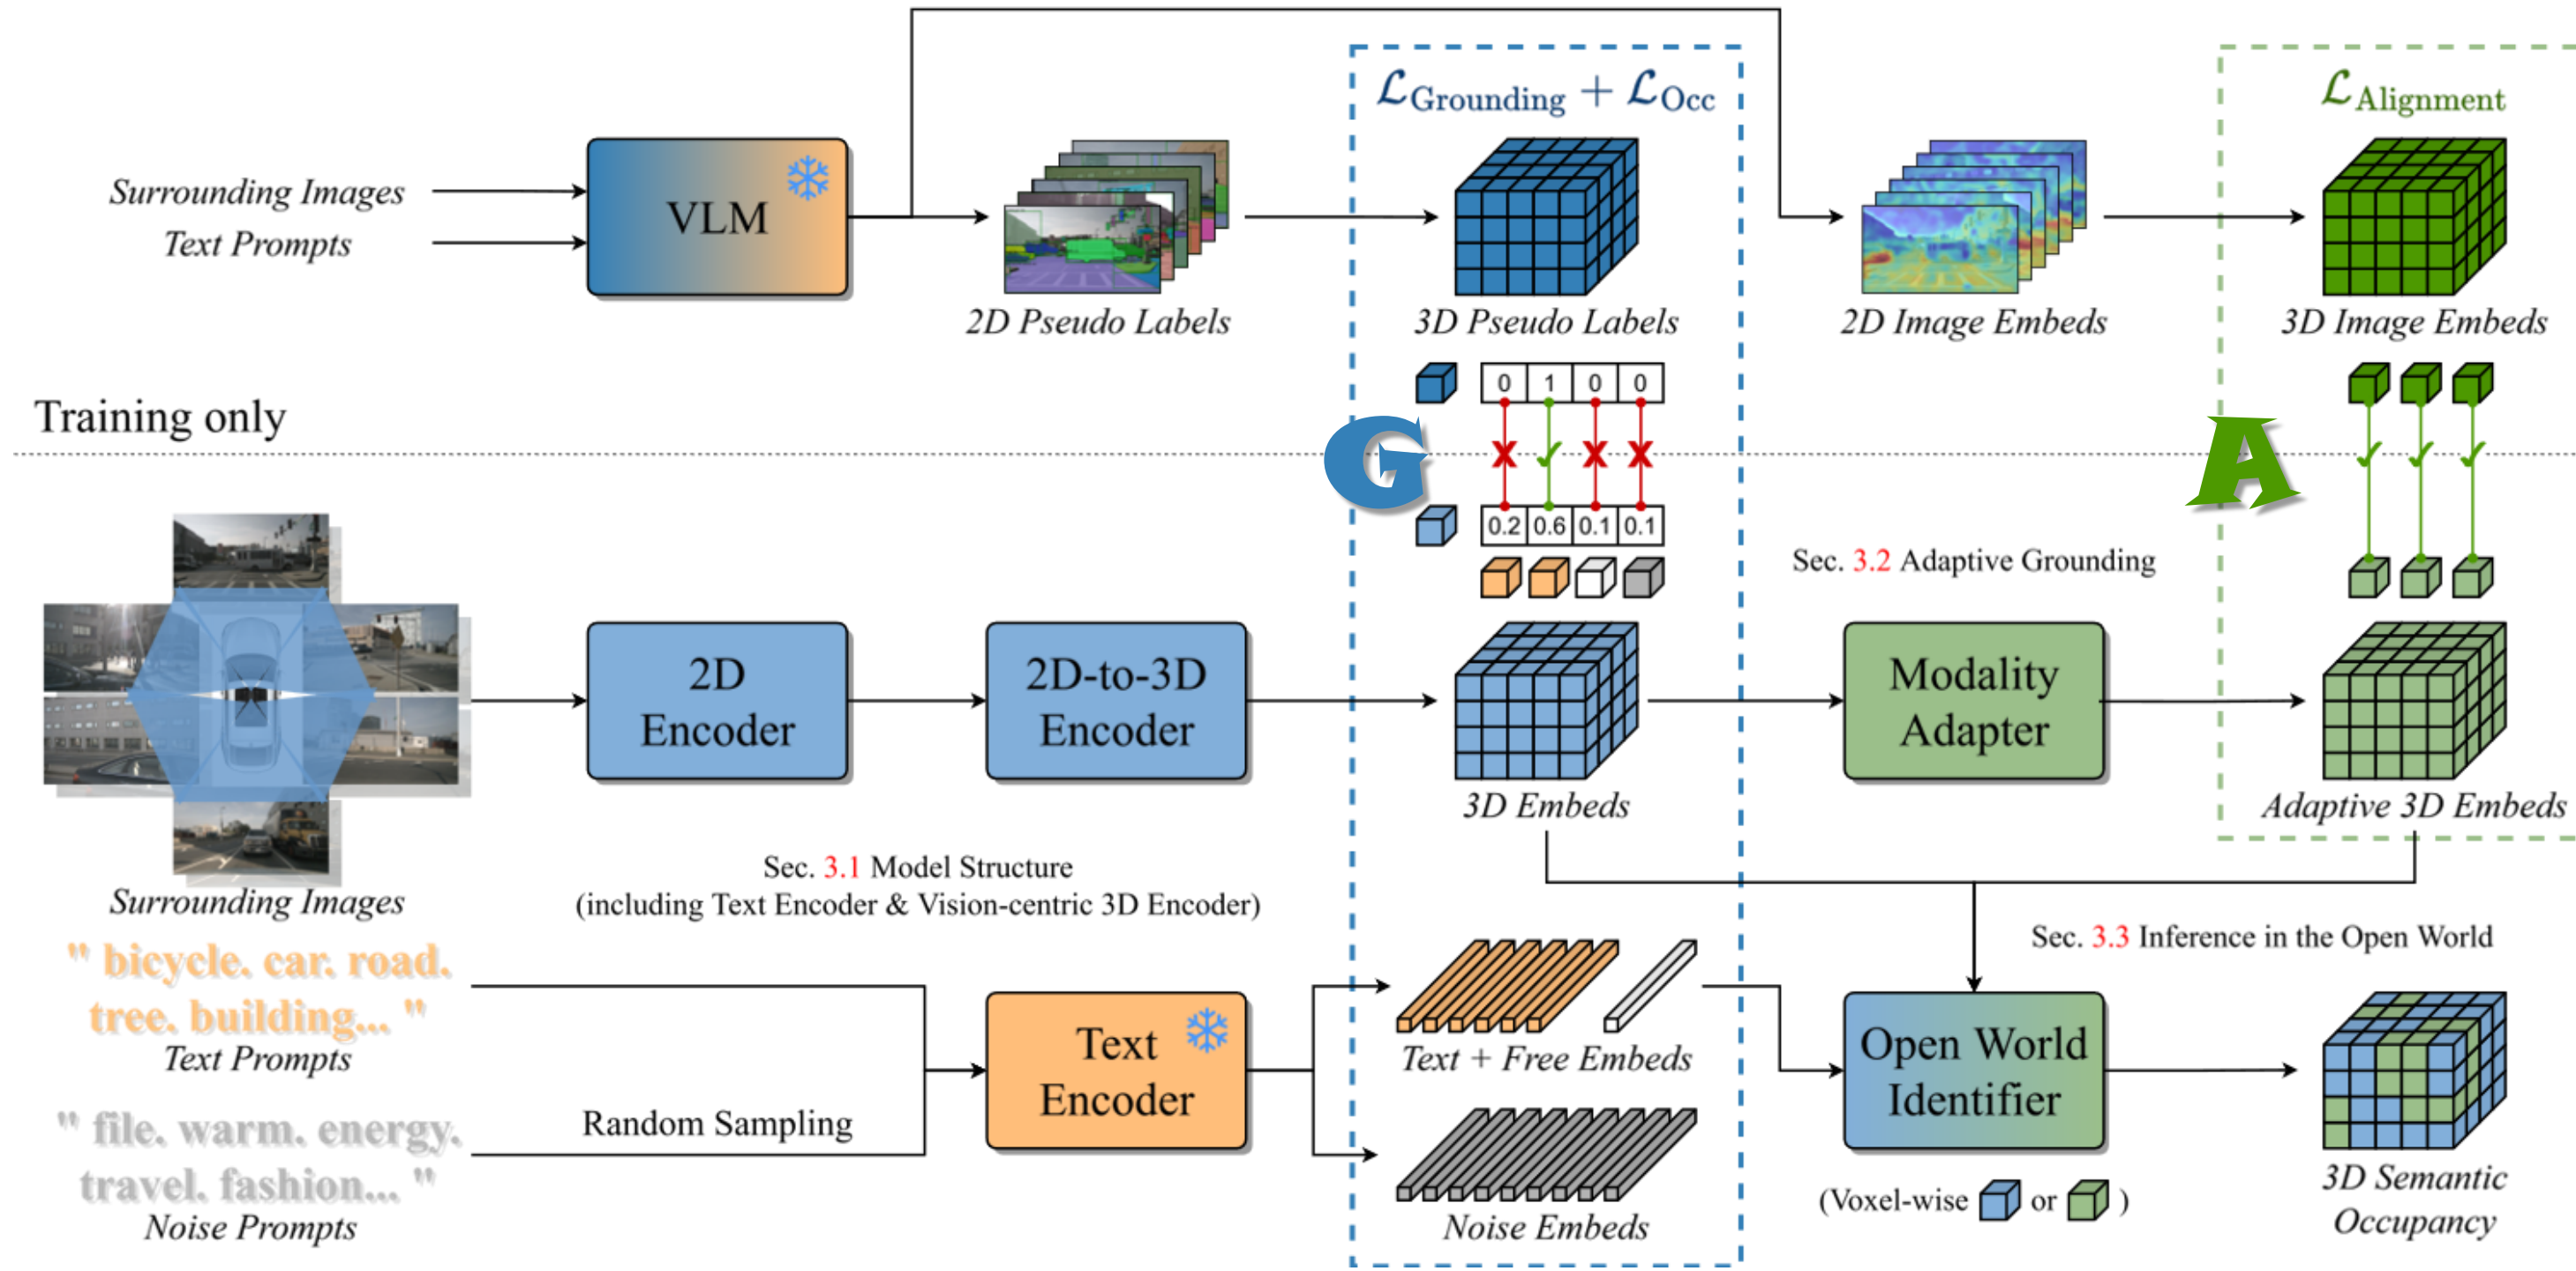 Surrounding Images
Text Prompts
VLM
2D Pseudo Labels
ℒGrounding + ℒOcc
3D Pseudo Labels
2D Image Embeds
ℒAlignment
3D Image Embeds
Training only
0 1 0 0
G
A
0.2 0.6 0.1 0.1
Sec. 3.2 Adaptive Grounding
2D
Encoder
2D-to-3D
Encoder
3D Embeds
Modality
Adapter
Adaptive 3D Embeds
Surrounding Images
Sec. 3.1 Model Structure
(including Text Encoder & Vision-centric 3D Encoder)
Sec. 3.3 Inference in the Open World
" bicycle. car. road.
tree. building... "
Text Prompts
" file. warm. energy.
travel. fashion... "
Noise Prompts
Random Sampling
Text
Encoder
Text + Free Embeds
Noise Embeds
Open World
Identifier
(Voxel-wise or )
3D Semantic
Occupancy